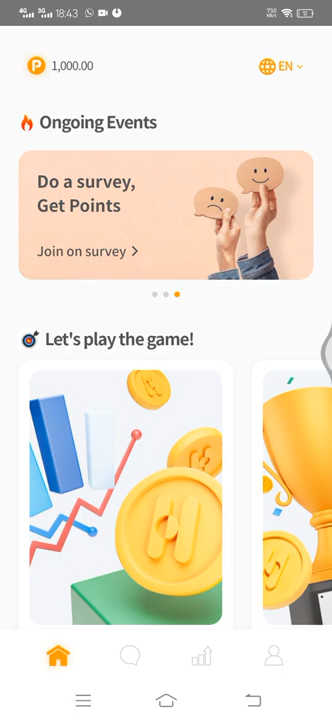 4G 3G 18:43
P 1,000.00
EN
Ongoing Events
Do a survey,
Get Points
Join on survey
Let's play the game!